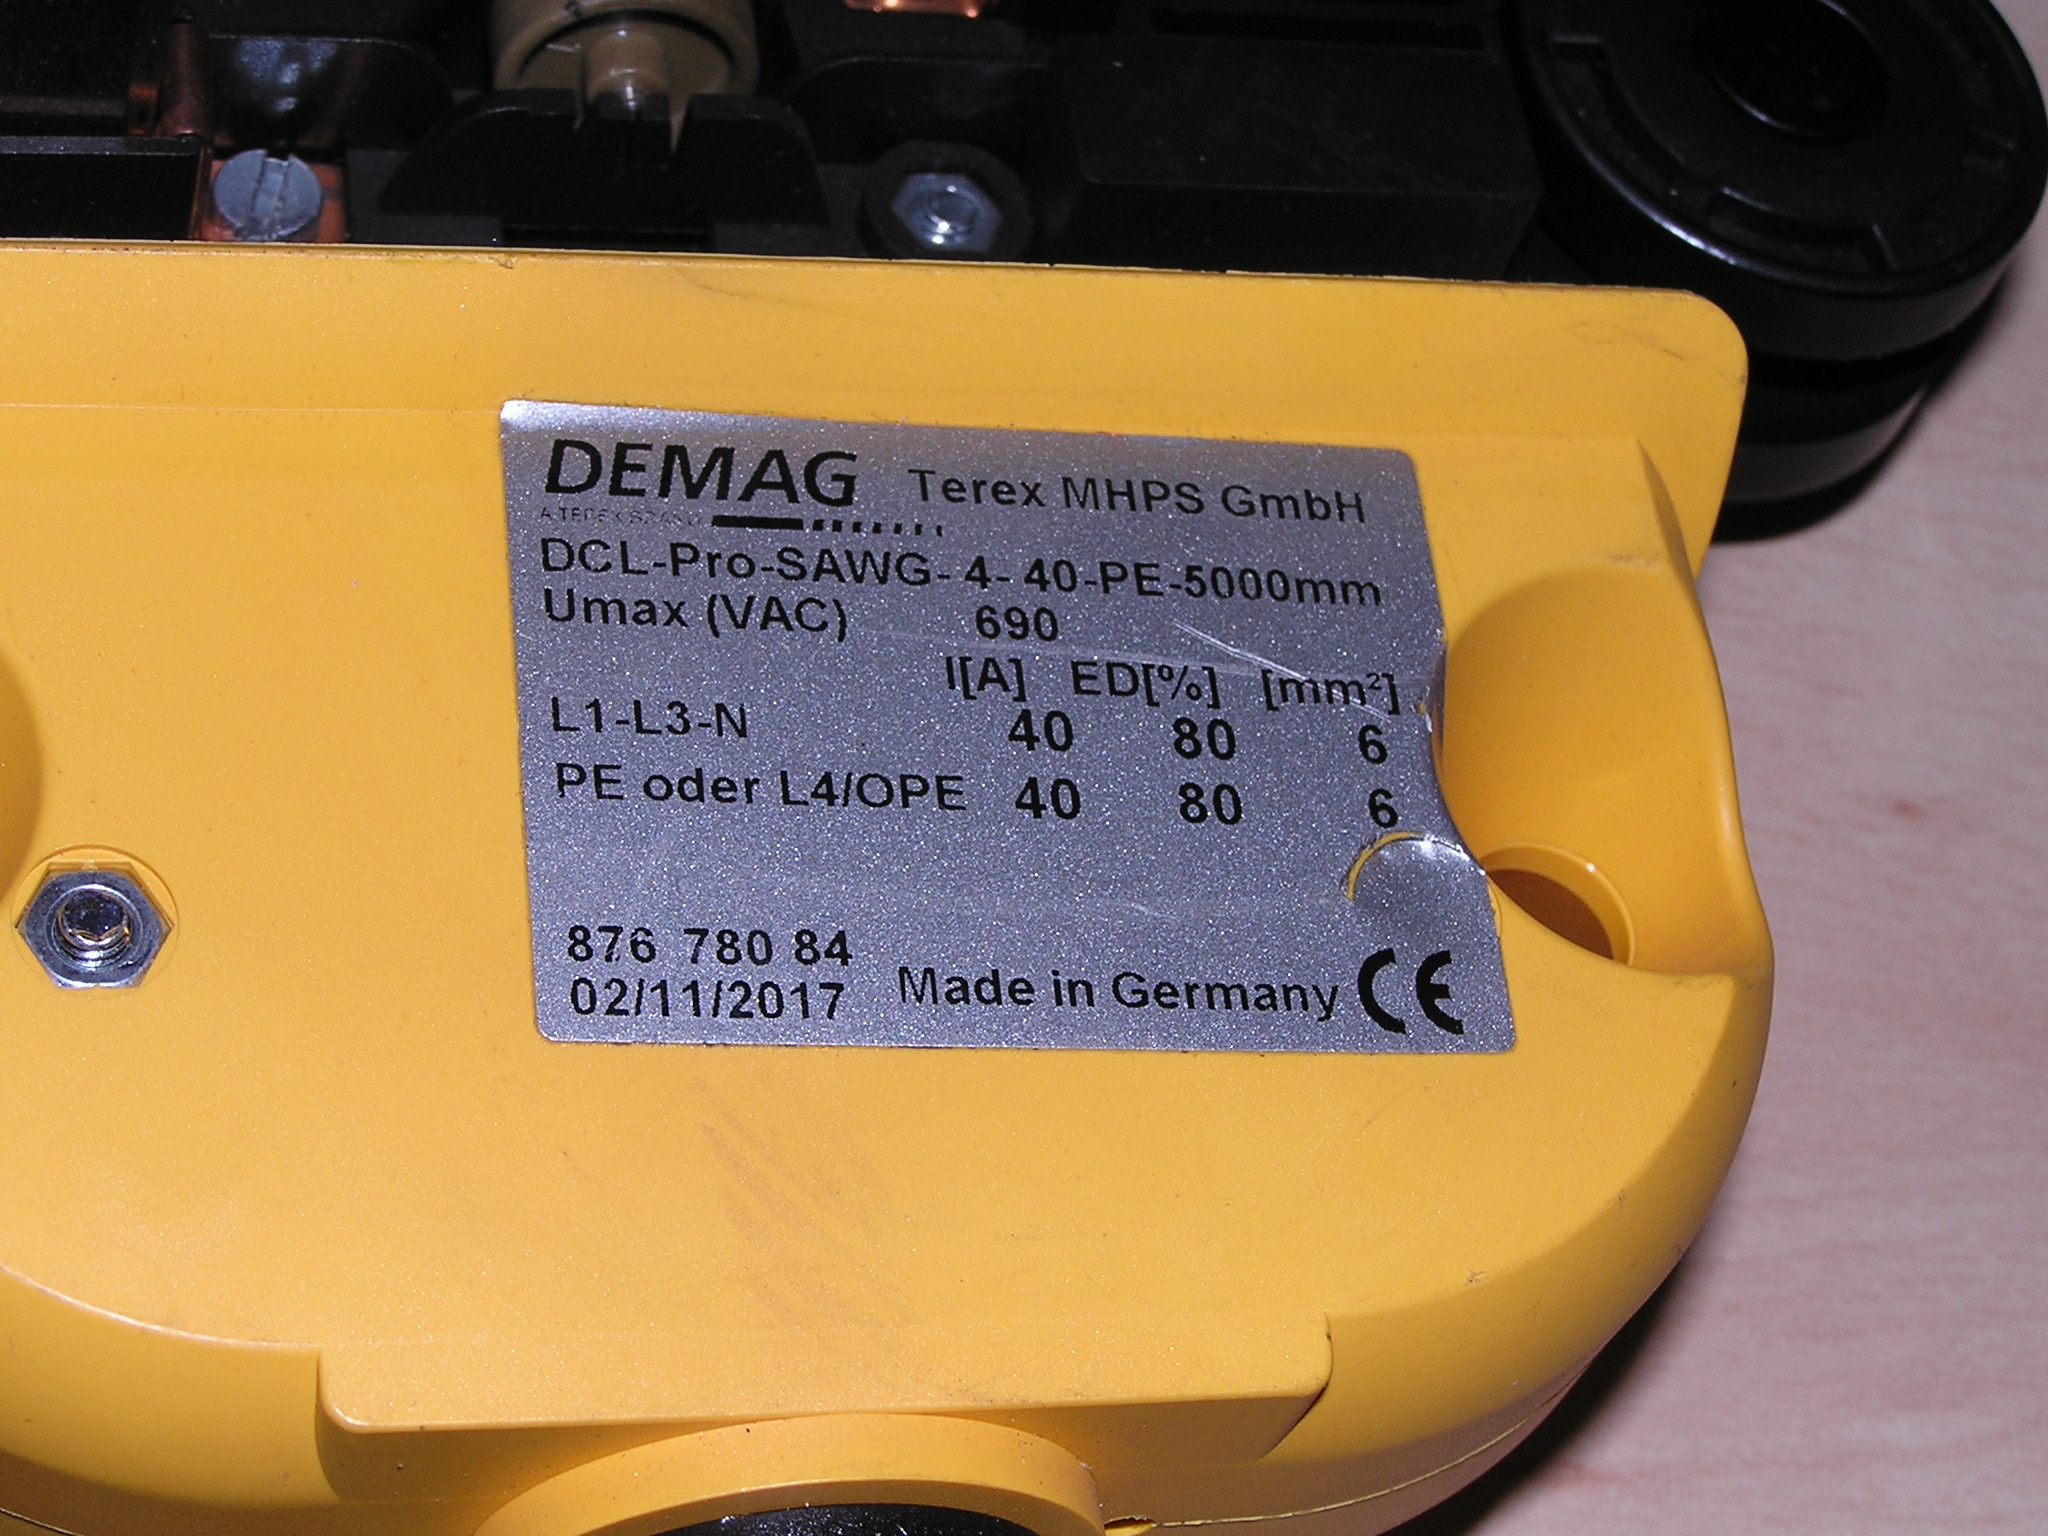 DEMAG Terex MHPS GmbH
A TEREX BRAND
DCL-Pro-SAWG- 4- 40-PE-5000mm
Umax (VAC) 690
I[A] ED[%] [mm²]
L1-L3-N 40 80 6
PE oder L4/OPE 40 80 6
876 780 84
02/11/2017 Made in Germany CE